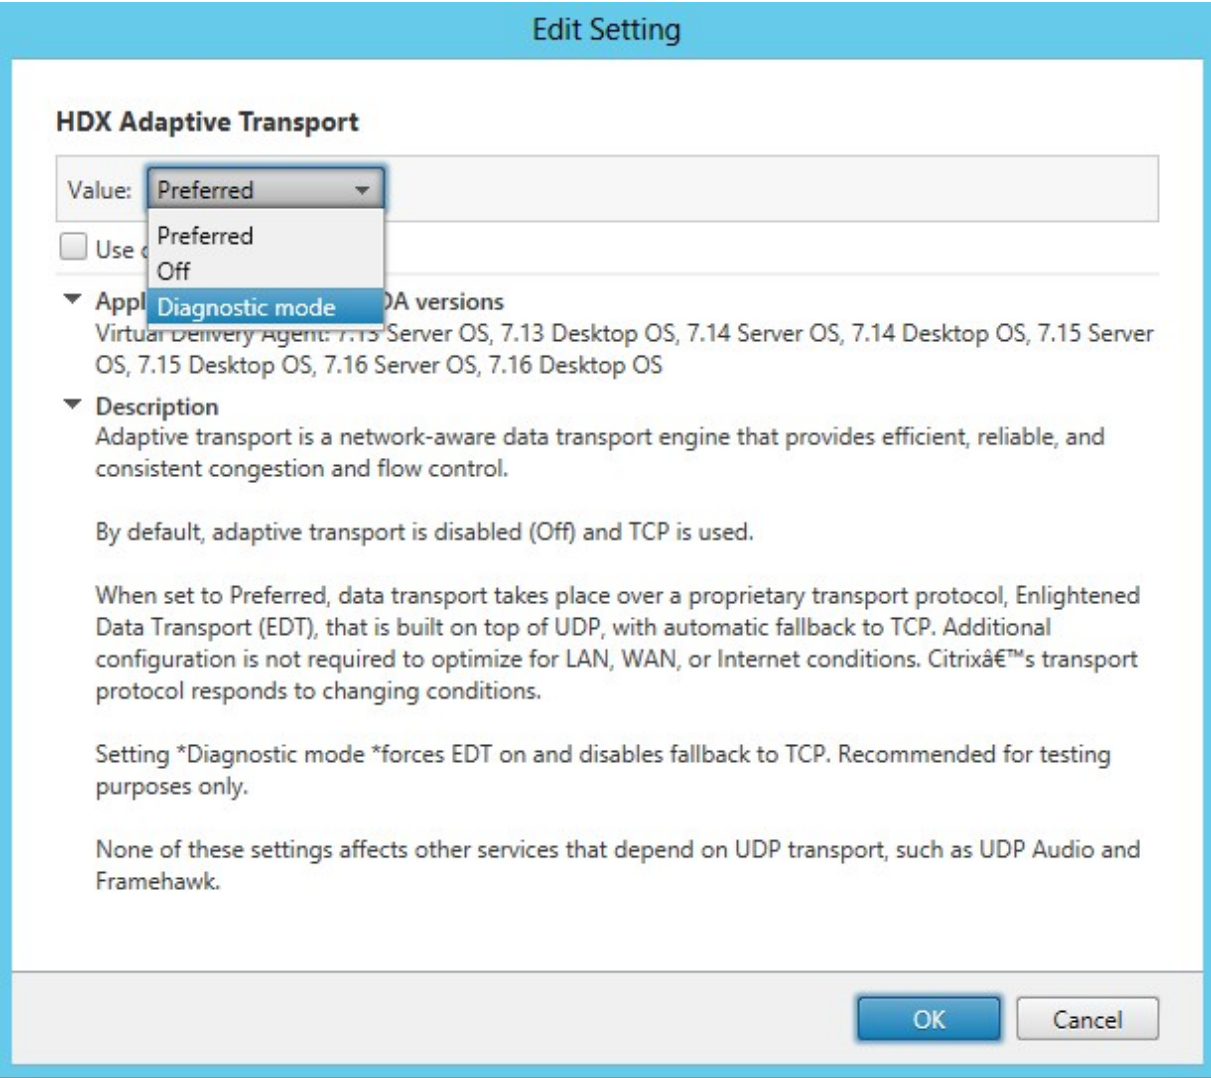 Edit Setting
HDX Adaptive Transport
Value: Preferred
Preferred
Use
Off
Diagnostic mode
Appl DA versions
Virtual Delivery Agent: 7.13 Server OS, 7.13 Desktop OS, 7.14 Server OS, 7.14 Desktop OS, 7.15 Server
OS, 7.15 Desktop OS, 7.16 Server OS, 7.16 Desktop OS
Description
Adaptive transport is a network-aware data transport engine that provides efficient, reliable, and
consistent congestion and flow control.
By default, adaptive transport is disabled (Off) and TCP is used.
When set to Preferred, data transport takes place over a proprietary transport protocol, Enlightened
Data Transport (EDT), that is built on top of UDP, with automatic fallback to TCP. Additional
configuration is not required to optimize for LAN, WAN, or Internet conditions. Citrixâ€™s transport
protocol responds to changing conditions.
Setting *Diagnostic mode *forces EDT on and disables fallback to TCP. Recommended for testing
purposes only.
None of these settings affects other services that depend on UDP transport, such as UDP Audio and
Framehawk.
OK
Cancel